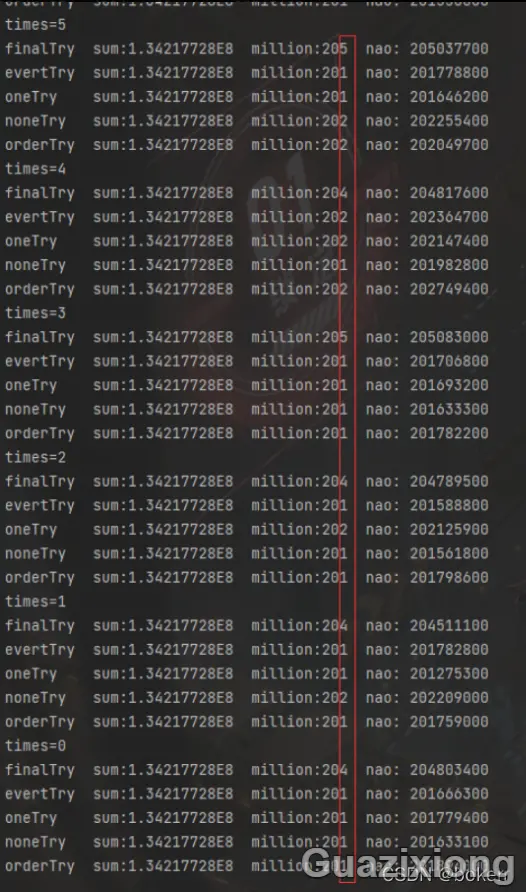 times=5
finalTry sum:1.34217728E8 million:205 nao: 205037700
evertTry sum:1.34217728E8 million:201 nao: 201778800
oneTry sum:1.34217728E8 million:201 nao: 201646200
noneTry sum:1.34217728E8 million:202 nao: 202255400
orderTry sum:1.34217728E8 million:202 nao: 202049700
times=4
finalTry sum:1.34217728E8 million:204 nao: 204817600
evertTry sum:1.34217728E8 million:202 nao: 202364700
oneTry sum:1.34217728E8 million:202 nao: 202147400
noneTry sum:1.34217728E8 million:201 nao: 201982800
orderTry sum:1.34217728E8 million:202 nao: 202749400
times=3
finalTry sum:1.34217728E8 million:205 nao: 205083000
evertTry sum:1.34217728E8 million:201 nao: 201706800
oneTry sum:1.34217728E8 million:201 nao: 201693200
noneTry sum:1.34217728E8 million:201 nao: 201633300
orderTry sum:1.34217728E8 million:201 nao: 201782200
times=2
finalTry sum:1.34217728E8 million:204 nao: 204789500
evertTry sum:1.34217728E8 million:201 nao: 201588800
oneTry sum:1.34217728E8 million:202 nao: 202125900
noneTry sum:1.34217728E8 million:201 nao: 201561800
orderTry sum:1.34217728E8 million:201 nao: 201798600
times=1
finalTry sum:1.34217728E8 million:204 nao: 204511100
evertTry sum:1.34217728E8 million:201 nao: 201782800
oneTry sum:1.34217728E8 million:201 nao: 201275300
noneTry sum:1.34217728E8 million:202 nao: 202209000
orderTry sum:1.34217728E8 million:201 nao: 201759000
times=0
finalTry sum:1.34217728E8 million:204 nao: 204803400
evertTry sum:1.34217728E8 million:201 nao: 201666300
oneTry sum:1.34217728E8 million:201 nao: 201779400
noneTry sum:1.34217728E8 million:201 nao: 201633100
orderTry sum:1.34217728E8
Guazixiong
CSDN @bokerr